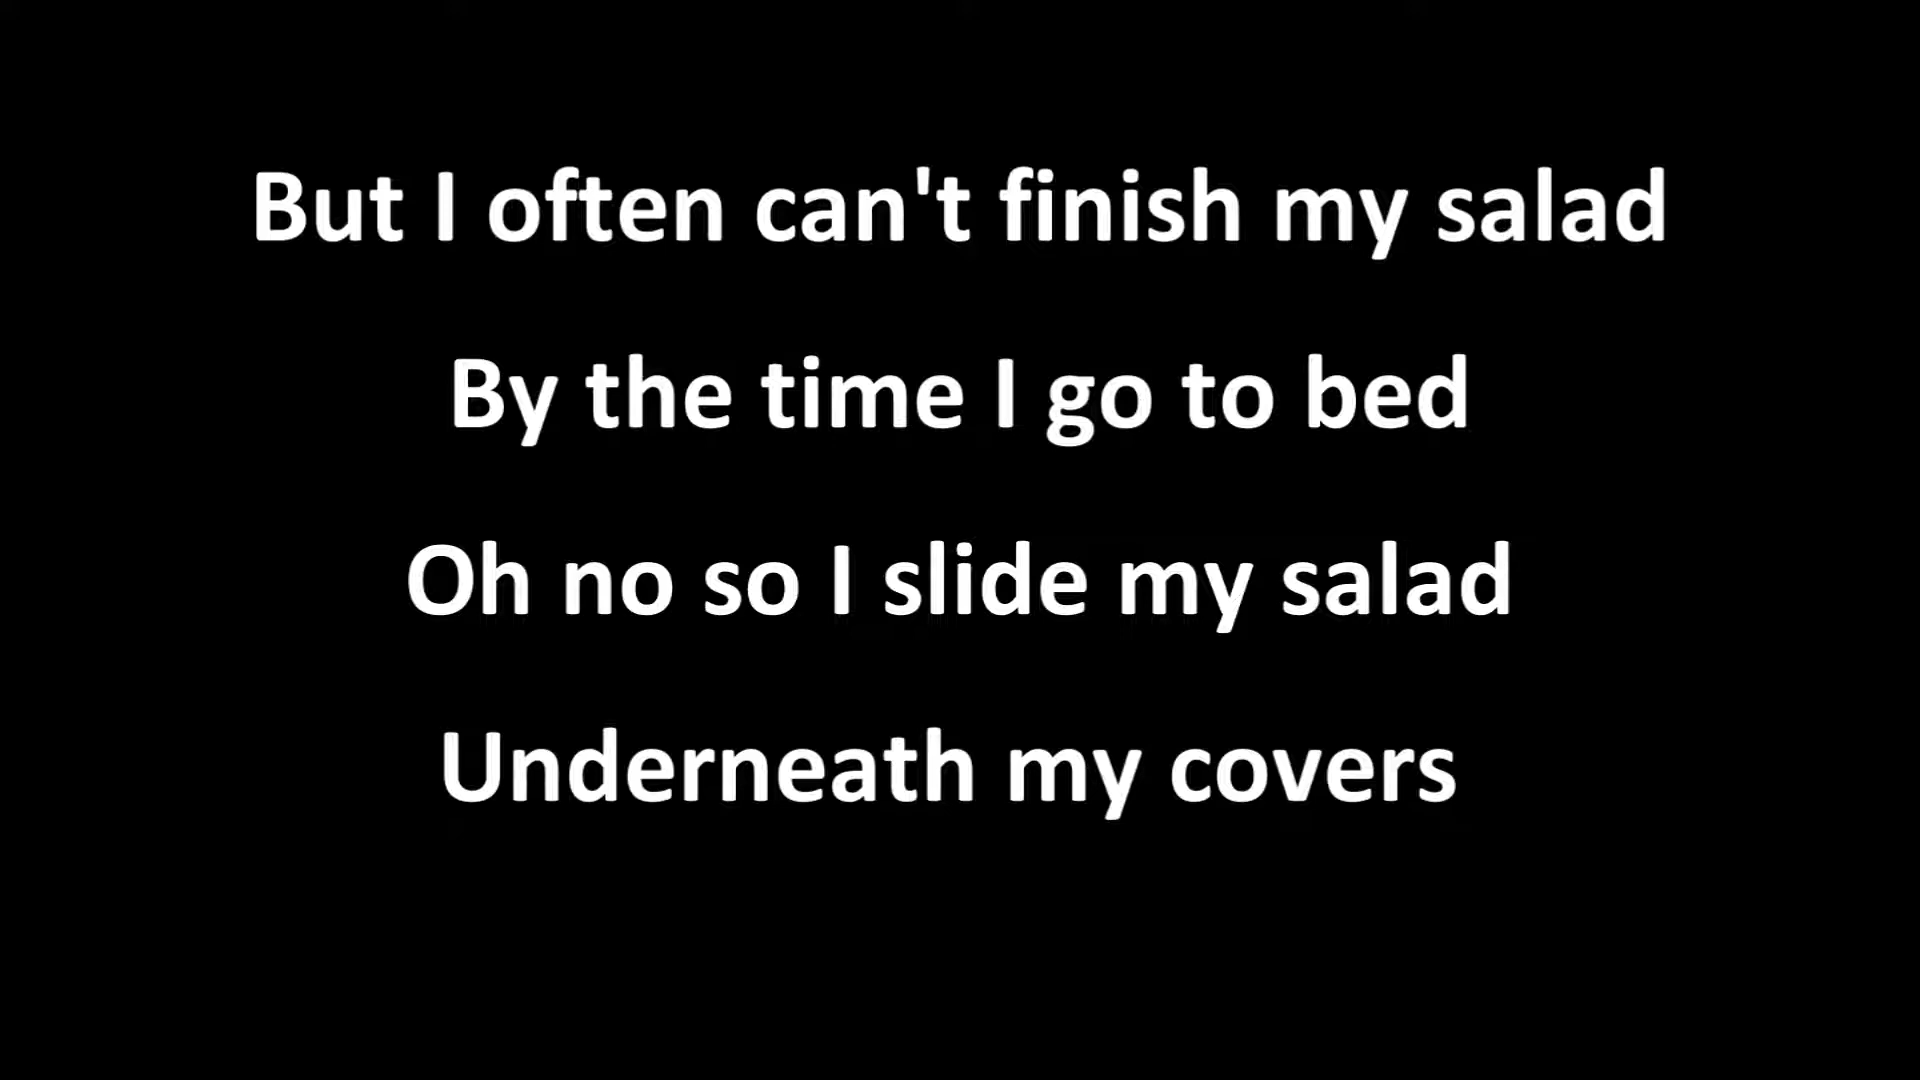 But I often can't finish my salad
By the time I go to bed
Oh no so I slide my salad
Underneath my covers